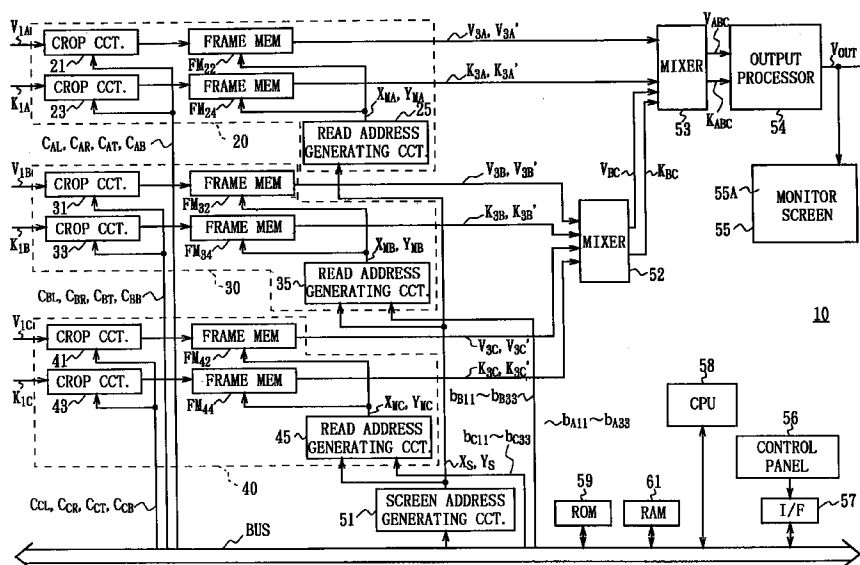 V1A
CROP CCT.
21
FRAME MEM
FM22
V3A, V3A'
K1A
CROP CCT.
23
FRAME MEM
FM24
K3A, K3A'
XMA, YMA
25
READ ADDRESS
GENERATING CCT.
20
CAL, CAR, CAT, CAB
MIXER
53
VABC
KABC
OUTPUT
PROCESSOR
54
VOUT
55A
MONITOR
SCREEN
55
V1B
CROP CCT.
31
FRAME MEM
FM32
V3B, V3B'
K1B
CROP CCT.
33
FRAME MEM
FM34
K3B, K3B'
XMB, YMB
35
READ ADDRESS
GENERATING CCT.
30
CBL, CBR, CBT, CBB
VBC
KBC
MIXER
52
10
V1C
CROP CCT.
41
FRAME MEM
FM42
V3C, V3C'
K1C
CROP CCT.
43
FRAME MEM
FM44
K3C, K3C'
XMC, YMC
45
READ ADDRESS
GENERATING CCT.
40
CCL, CCR, CCT, CCB
bB11~bB33
bC11~bC33
bA11~bA33
XS, YS
51
SCREEN ADDRESS
GENERATING CCT.
58
CPU
56
CONTROL
PANEL
59
ROM
61
RAM
I/F
57
BUS